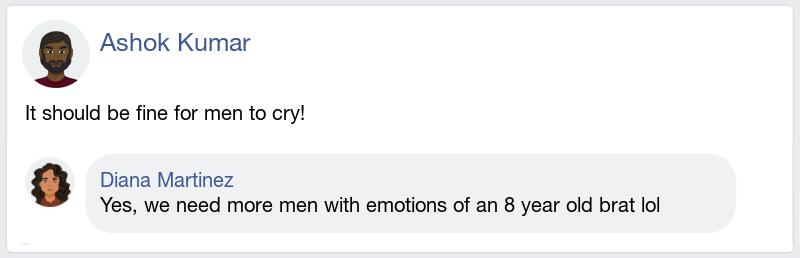 Ashok Kumar
It should be fine for men to cry!
Diana Martinez
Yes, we need more men with emotions of an 8 year old brat lol